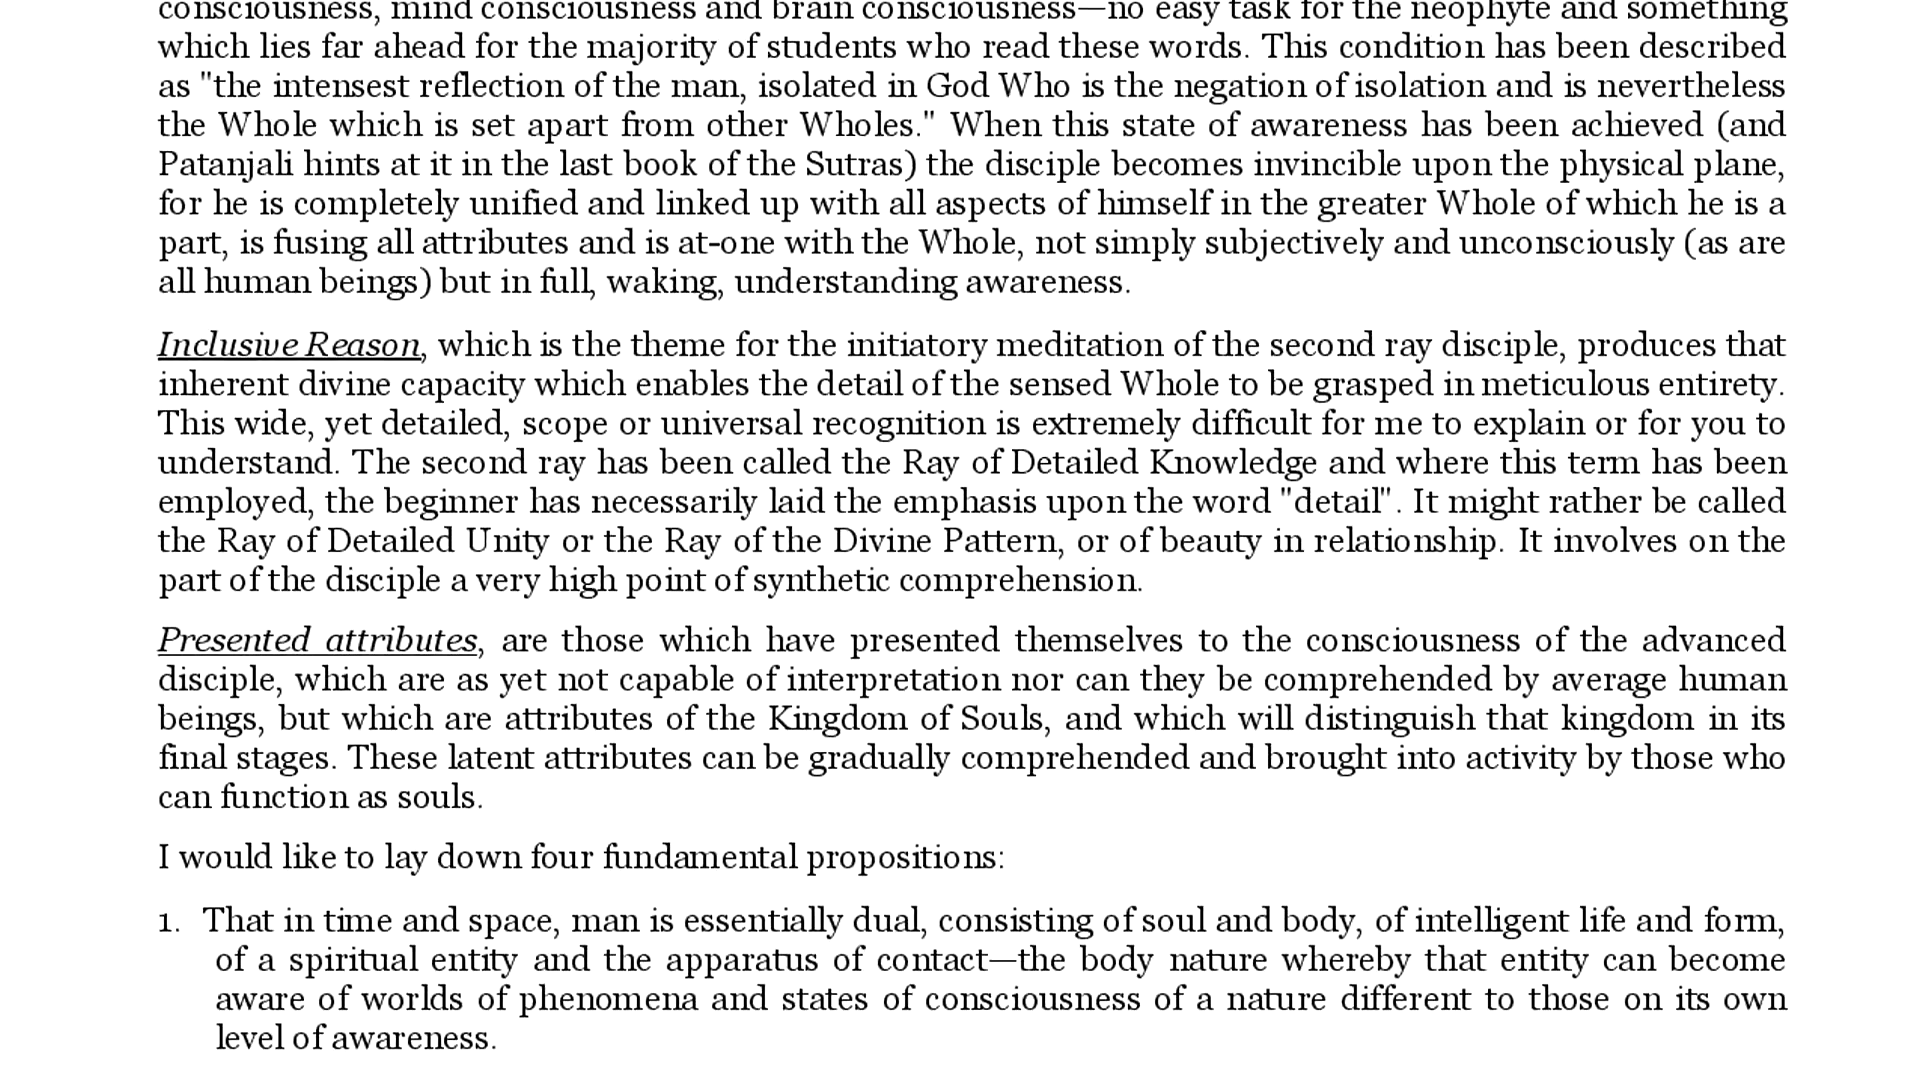 consciousness, mind consciousness and brain consciousness—no easy task for the neophyte and something
which lies far ahead for the majority of students who read these words. This condition has been described
as "the intensest reflection of the man, isolated in God Who is the negation of isolation and is nevertheless
the Whole which is set apart from other Wholes." When this state of awareness has been achieved (and
Patanjali hints at it in the last book of the Sutras) the disciple becomes invincible upon the physical plane,
for he is completely unified and linked up with all aspects of himself in the greater Whole of which he is a
part, is fusing all attributes and is at-one with the Whole, not simply subjectively and unconsciously (as are
all human beings) but in full, waking, understanding awareness.
Inclusive Reason, which is the theme for the initiatory meditation of the second ray disciple, produces that
inherent divine capacity which enables the detail of the sensed Whole to be grasped in meticulous entirety.
This wide, yet detailed, scope or universal recognition is extremely difficult for me to explain or for you to
understand. The second ray has been called the Ray of Detailed Knowledge and where this term has been
employed, the beginner has necessarily laid the emphasis upon the word "detail". It might rather be called
the Ray of Detailed Unity or the Ray of the Divine Pattern, or of beauty in relationship. It involves on the
part of the disciple a very high point of synthetic comprehension.
Presented attributes, are those which have presented themselves to the consciousness of the advanced
disciple, which are as yet not capable of interpretation nor can they be comprehended by average human
beings, but which are attributes of the Kingdom of Souls, and which will distinguish that kingdom in its
final stages. These latent attributes can be gradually comprehended and brought into activity by those who
can function as souls.
I would like to lay down four fundamental propositions:
1. That in time and space, man is essentially dual, consisting of soul and body, of intelligent life and form,
of a spiritual entity and the apparatus of contact—the body nature whereby that entity can become
aware of worlds of phenomena and states of consciousness of a nature different to those on its own
level of awareness.